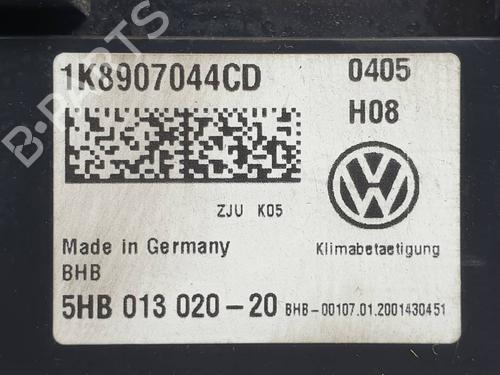 1K8907044CD 0405
H08
ZJU K05
Made in Germany Klimabetaetigung
BHB
5HB 013 020-20 BHB-00107.01.2001430451
B-PARTS